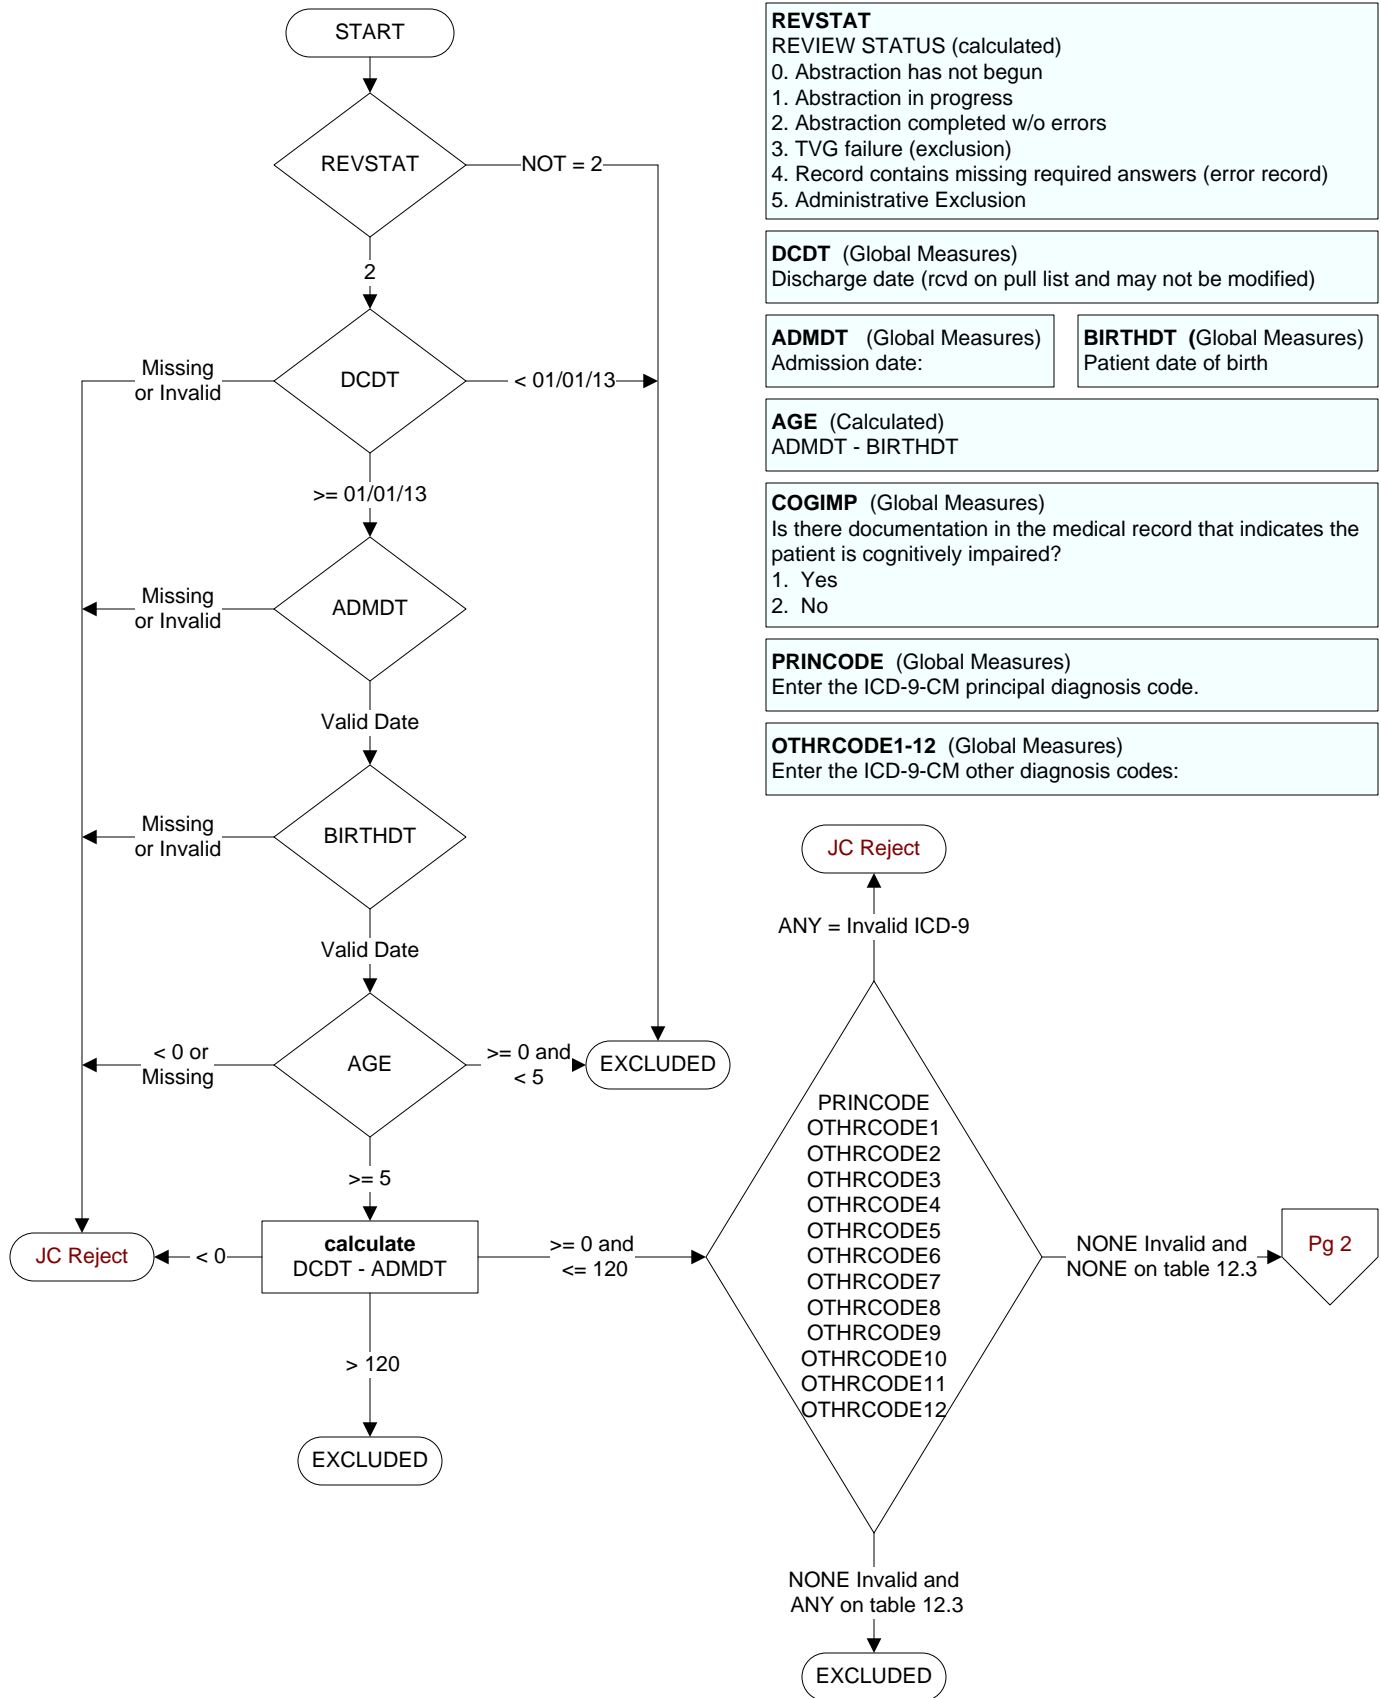 START
REVSTAT
NOT = 2
2
DCDT
Missing
or Invalid
< 01/01/13
>= 01/01/13
ADMDT
Missing
or Invalid
Valid Date
BIRTHDT
Missing
or Invalid
Valid Date
AGE
< 0 or
Missing
>= 0 and
< 5
EXCLUDED
>= 5
calculate
DCDT - ADMDT
< 0
JC Reject
>= 0 and
<= 120
> 120
EXCLUDED
REVSTAT
REVIEW STATUS (calculated)
0. Abstraction has not begun
1. Abstraction in progress
2. Abstraction completed w/o errors
3. TVG failure (exclusion)
4. Record contains missing required answers (error record)
5. Administrative Exclusion
DCDT (Global Measures)
Discharge date (rcvd on pull list and may not be modified)
ADMDT (Global Measures)
Admission date:
BIRTHDT (Global Measures)
Patient date of birth
AGE (Calculated)
ADMDT - BIRTHDT
COGIMP (Global Measures)
Is there documentation in the medical record that indicates the
patient is cognitively impaired?
1. Yes
2. No
PRINCODE (Global Measures)
Enter the ICD-9-CM principal diagnosis code.
OTHRCODE1-12 (Global Measures)
Enter the ICD-9-CM other diagnosis codes:
JC Reject
ANY = Invalid ICD-9
PRINCODE
OTHRCODE1
OTHRCODE2
OTHRCODE3
OTHRCODE4
OTHRCODE5
OTHRCODE6
OTHRCODE7
OTHRCODE8
OTHRCODE9
OTHRCODE10
OTHRCODE11
OTHRCODE12
NONE Invalid and
NONE on table 12.3
Pg 2
NONE Invalid and
ANY on table 12.3
EXCLUDED